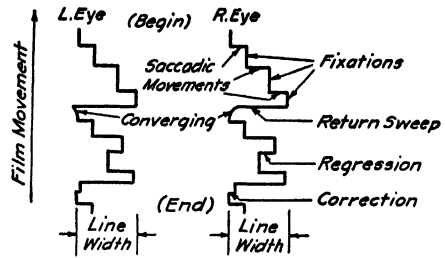 L.Eye (Begin) R.Eye
Saccadic Movements
Fixations
Film Movement
Converging
Return Sweep
Regression
(End)
Correction
Line Width
Line Width